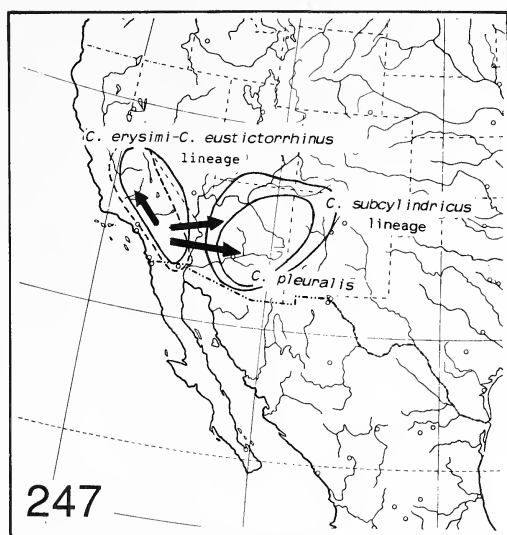 C. erysimi-C. eustictorrhinus
lineage
C. subcylindricus
lineage
C. pleuralis
247